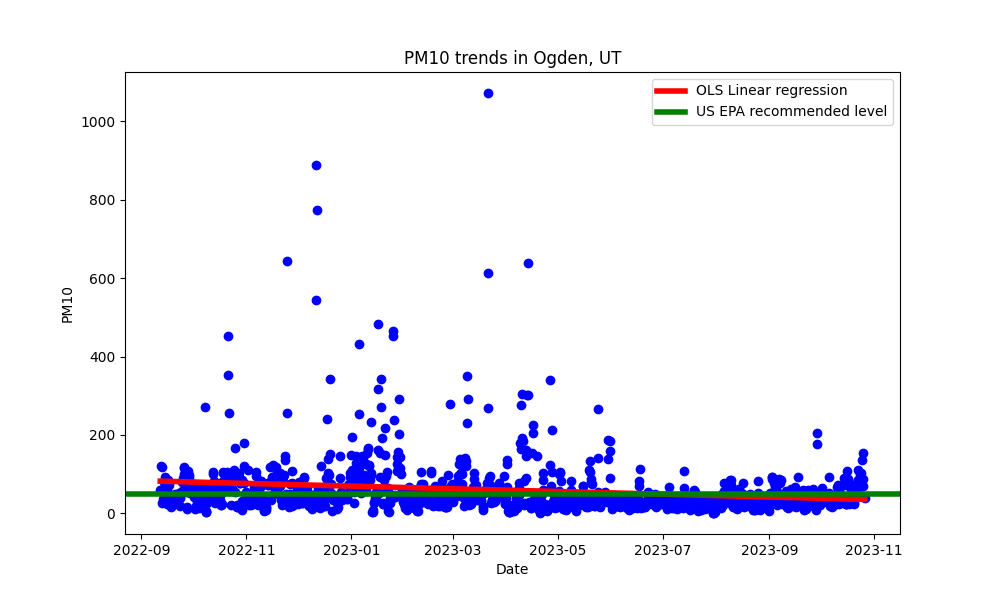 PM10 trends in Ogden, UT
OLS Linear regression
US EPA recommended level
1000
800
600
400
200
0
PM10
2022-09 2022-11 2023-01 2023-03 2023-05 2023-07 2023-09 2023-11
Date